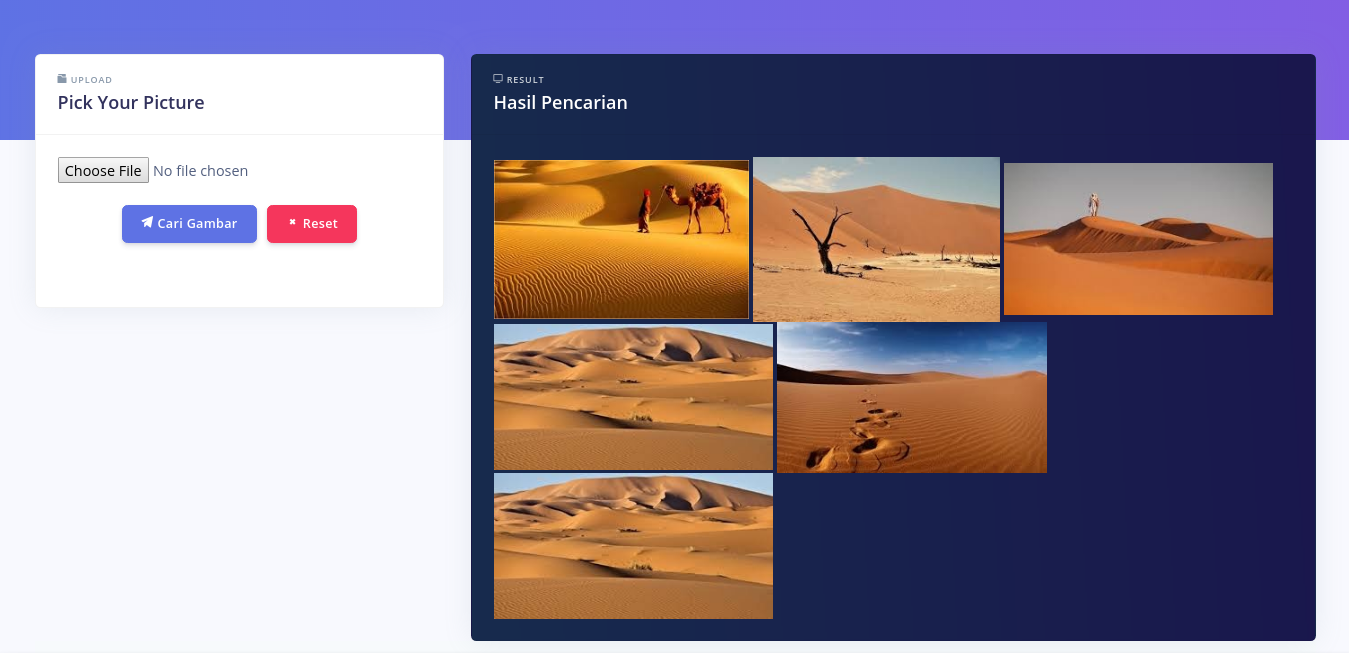 UPLOAD
Pick Your Picture
Choose File No file chosen
Cari Gambar
Reset
RESULT
Hasil Pencarian